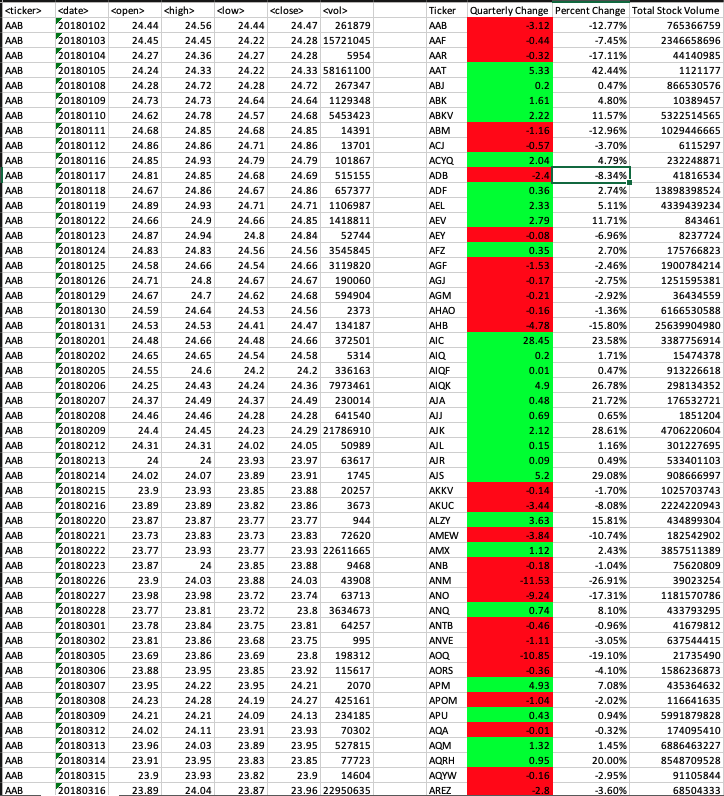 <ticker> <date> <open> <high> <low> <close> <vol> Ticker Quarterly Change Percent Change Total Stock Volume
AAB 20180102 24.44 24.56 24.44 24.47 261879 AAB -3.12 -12.77% 765366759
AAB 20180103 24.45 24.45 24.22 24.28 15721045 AAF -0.44 -7.45% 2346658696
AAB 20180104 24.27 24.36 24.27 24.28 5954 AAR -0.32 -17.11% 44140985
AAB 20180105 24.24 24.33 24.22 24.33 58161100 AAT 5.33 42.44% 1121177
AAB 20180108 24.28 24.72 24.28 24.72 267347 ABJ 0.2 0.47% 866530576
AAB 20180109 24.73 24.73 24.64 24.64 1129348 ABK 1.61 4.80% 10389457
AAB 20180110 24.62 24.78 24.57 24.68 5453423 ABKV 2.22 11.57% 5322514565
AAB 20180111 24.68 24.85 24.68 24.85 14391 ABM -1.16 -12.96% 1029446665
AAB 20180112 24.86 24.86 24.71 24.86 13701 ACJ -0.57 -3.70% 6115297
AAB 20180116 24.85 24.93 24.79 24.79 101867 ACYQ 2.04 4.79% 232248871
AAB 20180117 24.81 24.85 24.68 24.69 515155 ADB -2.4 -8.34% 41816534
AAB 20180118 24.67 24.86 24.67 24.86 657377 ADF 0.36 2.74% 13898398524
AAB 20180119 24.89 24.93 24.71 24.71 1106987 AEL 2.33 5.11% 4339439234
AAB 20180122 24.66 24.9 24.66 24.85 1418811 AEV 2.79 11.71% 843461
AAB 20180123 24.87 24.94 24.8 24.84 52744 AEY -0.08 -6.96% 8237724
AAB 20180124 24.83 24.83 24.56 24.56 3545845 AFZ 0.35 2.70% 175766823
AAB 20180125 24.58 24.66 24.54 24.66 3119820 AGF -1.53 -2.46% 1900784214
AAB 20180126 24.71 24.8 24.67 24.67 190060 AGJ -0.17 -2.75% 1251595381
AAB 20180129 24.67 24.7 24.62 24.68 594904 AGM -0.21 -2.92% 36434559
AAB 20180130 24.59 24.64 24.53 24.56 2373 AHAO -0.16 -1.36% 6166530588
AAB 20180131 24.53 24.53 24.41 24.47 134187 AHB -4.78 -15.80% 25639904980
AAB 20180201 24.48 24.66 24.48 24.66 372501 AIC 28.45 23.58% 3387756914
AAB 20180202 24.65 24.65 24.54 24.58 5314 AIQ 0.2 1.71% 15474378
AAB 20180205 24.55 24.6 24.2 24.2 336163 AIQF 0.01 0.47% 913226618
AAB 20180206 24.25 24.43 24.24 24.36 7973461 AIQK 4.9 26.78% 298134352
AAB 20180207 24.37 24.49 24.37 24.49 230014 AJA 0.48 21.72% 176532721
AAB 20180208 24.46 24.46 24.28 24.28 641540 AJJ 0.69 0.65% 1851204
AAB 20180209 24.4 24.45 24.23 24.29 21786910 AJK 2.12 28.61% 4706220604
AAB 20180212 24.31 24.31 24.02 24.05 50989 AJL 0.15 1.16% 301227695
AAB 20180213 24 24 23.93 23.97 63617 AJR 0.09 0.49% 533401103
AAB 20180214 24.02 24.07 23.89 23.91 1745 AJS 5.2 29.08% 908666997
AAB 20180215 23.9 23.93 23.85 23.88 20257 AKKV -0.14 -1.70% 1025703743
AAB 20180216 23.89 23.89 23.82 23.86 3673 AKUC -3.44 -8.08% 2224220943
AAB 20180220 23.87 23.87 23.77 23.77 944 ALZY 3.63 15.81% 434899304
AAB 20180221 23.73 23.83 23.73 23.83 72620 AMEW -3.84 -10.74% 182542902
AAB 20180222 23.77 23.93 23.77 23.93 22611665 AMX 1.12 2.43% 3857511389
AAB 20180223 23.87 24 23.85 23.88 9468 ANB -0.18 -1.04% 75620809
AAB 20180226 23.9 24.03 23.88 24.03 43908 ANM -11.53 -26.91% 39023254
AAB 20180227 23.98 23.98 23.72 23.74 63713 ANO -9.24 -17.31% 1181570786
AAB 20180228 23.77 23.81 23.72 23.8 3634673 ANQ 0.74 8.10% 433793295
AAB 20180301 23.78 23.84 23.75 23.81 64257 ANTB -0.46 -0.96% 41679812
AAB 20180302 23.81 23.86 23.68 23.75 995 ANVE -1.11 -3.05% 637544415
AAB 20180305 23.69 23.86 23.69 23.8 198312 AOQ -10.85 -19.10% 21735490
AAB 20180306 23.88 23.95 23.85 23.92 115617 AORS -0.36 -4.10% 1586236873
AAB 20180307 23.95 24.22 23.95 24.21 2070 APM 4.93 7.08% 435364632
AAB 20180308 24.23 24.28 24.19 24.27 425161 APOM -1.04 -2.02% 116641635
AAB 20180309 24.21 24.21 24.09 24.13 234185 APU 0.43 0.94% 5991879828
AAB 20180312 24.02 24.11 23.91 23.93 70302 AQA -0.01 -0.32% 174095410
AAB 20180313 23.96 24.03 23.89 23.95 527815 AQM 1.32 1.45% 6886463227
AAB 20180314 23.91 23.95 23.83 23.85 77723 AQRH 0.95 20.00% 8548709528
AAB 20180315 23.9 23.93 23.82 23.9 14604 AQYW -0.16 -2.95% 91105844
AAB 20180316 23.89 24.04 23.87 23.96 22950635 AREZ -2.8 -3.60% 68504333